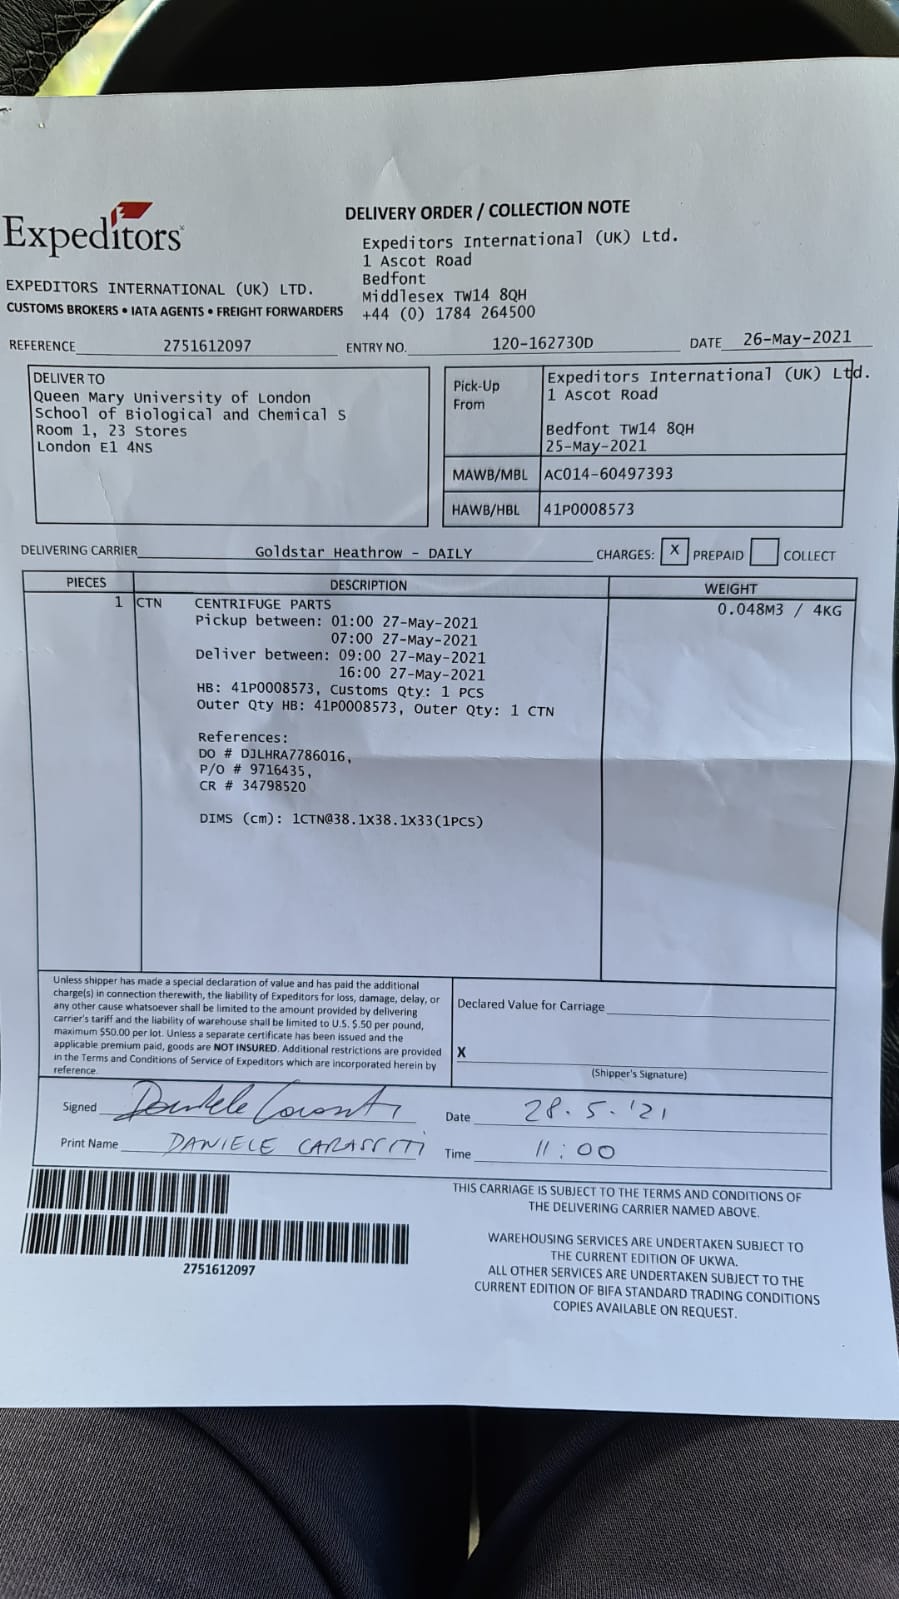 Expeditors
DELIVERY ORDER / COLLECTION NOTE
Expeditors International (UK) Ltd.
1 Ascot Road
Bedfont
Middlesex TW14 8QH
+44 (0) 1784 264500
EXPEDITORS INTERNATIONAL (UK) LTD.
CUSTOMS BROKERS • IATA AGENTS • FREIGHT FORWARDERS
REFERENCE 2751612097 ENTRY NO. 120-162730D DATE 26-May-2021
DELIVER TO
Queen Mary University of London
School of Biological and Chemical S
Room 1, 23 Stores
London E1 4NS
Pick-Up From
Expeditors International (UK) Ltd.
1 Ascot Road
Bedfont TW14 8QH
25-May-2021
MAWB/MBL AC014-60497393
HAWB/HBL 41P0008573
DELIVERING CARRIER Goldstar Heathrow - DAILY CHARGES: X PREPAID COLLECT
PIECES DESCRIPTION WEIGHT
1 CTN CENTRIFUGE PARTS 0.048M3 / 4KG
Pickup between: 01:00 27-May-2021
07:00 27-May-2021
Deliver between: 09:00 27-May-2021
16:00 27-May-2021
HB: 41P0008573, Customs Qty: 1 PCS
Outer Qty HB: 41P0008573, Outer Qty: 1 CTN
References:
DO # DJLHRA7786016,
P/O # 9716435,
CR # 34798520
DIMS (cm): 1CTN@38.1X38.1X33(1PCS)
Unless shipper has made a special declaration of value and has paid the additional
charge(s) in connection therewith, the liability of Expeditors for loss, damage, delay, or
any other cause whatsoever shall be limited to the amount provided by delivering
carrier's tariff and the liability of warehouse shall be limited to U.S. $.50 per pound,
maximum $50.00 per lot. Unless a separate certificate has been issued and the
applicable premium paid, goods are NOT INSURED. Additional restrictions are provided
in the Terms and Conditions of Service of Expeditors which are incorporated herein by
reference.
Declared Value for Carriage
X
(Shipper's Signature)
Signed
Date 28.5.'21
Print Name DANIELE CARASSITI
Time 11:00
2751612097
THIS CARRIAGE IS SUBJECT TO THE TERMS AND CONDITIONS OF
THE DELIVERING CARRIER NAMED ABOVE.
WAREHOUSING SERVICES ARE UNDERTAKEN SUBJECT TO
THE CURRENT EDITION OF UKWA.
ALL OTHER SERVICES ARE UNDERTAKEN SUBJECT TO THE
CURRENT EDITION OF BIFA STANDARD TRADING CONDITIONS
COPIES AVAILABLE ON REQUEST.